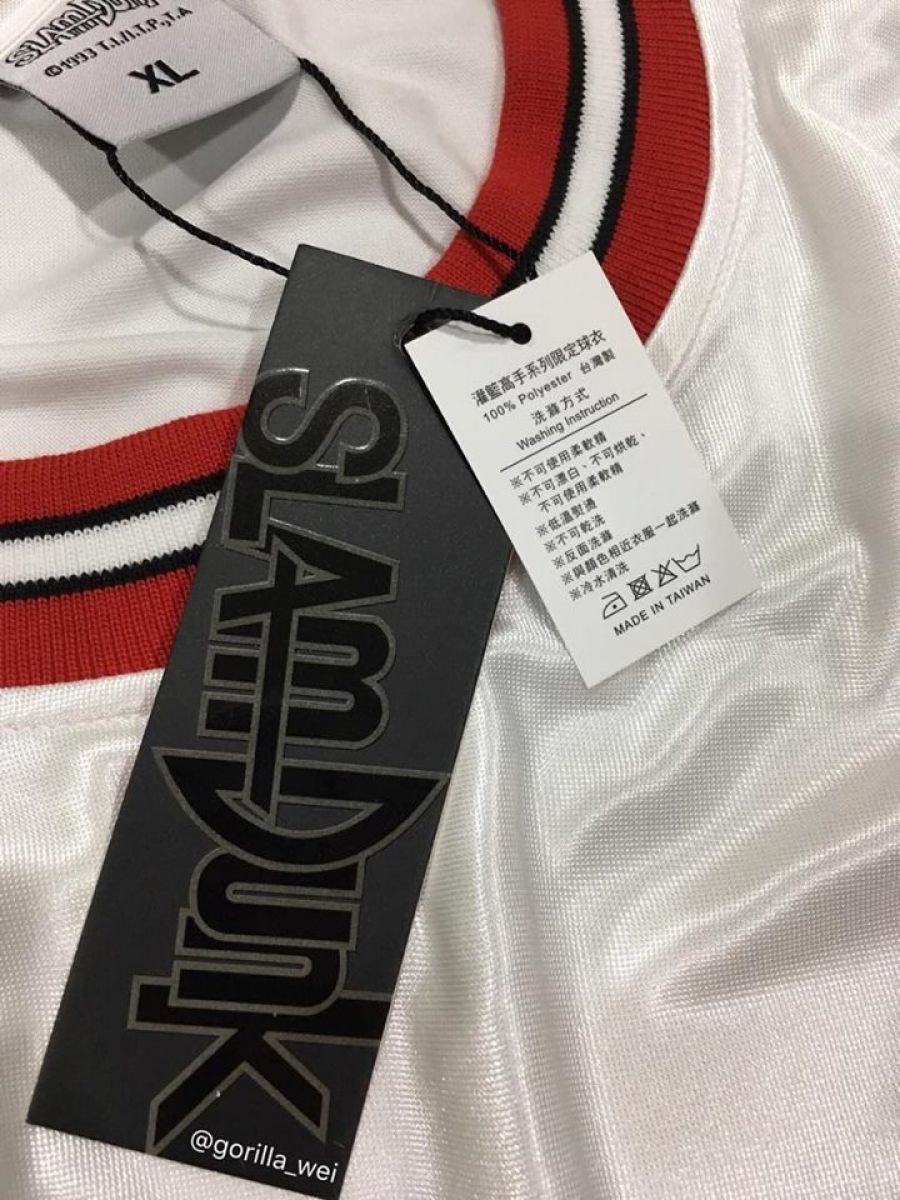 SLAM DUNK
©1993 T.I./I.T.P.,T.A
XL
灌籃高手系列限定球衣
100% Polyester 台灣製
洗滌方式
Washing Instruction
※不可使用柔軟精
※不可漂白、不可烘乾、
不可使用柔軟精
※低溫熨燙
※不可乾洗
※反面洗滌
※與顏色相近衣服一起洗滌
※冷水清洗
MADE IN TAIWAN
SLAM DUNK
@gorilla_wei